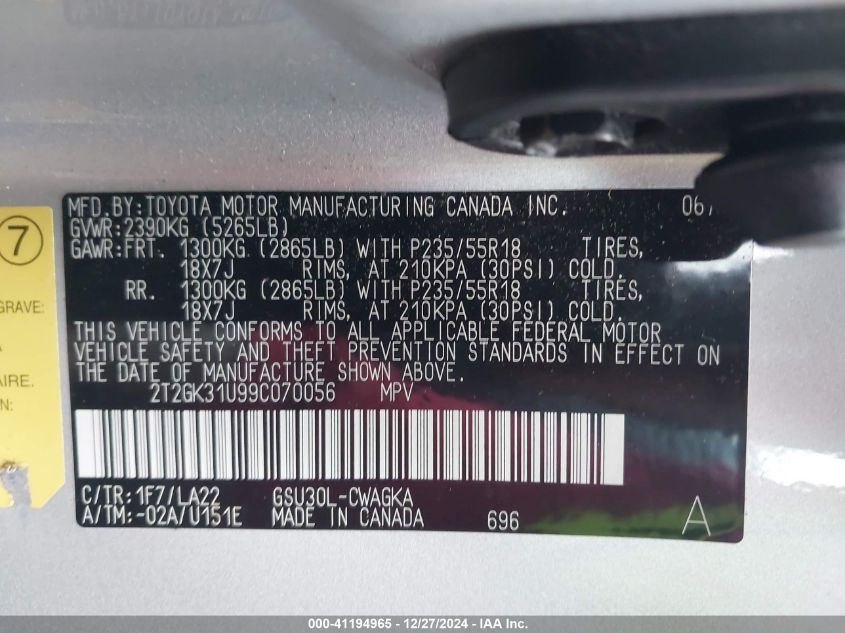 7
GRAVE:
AIRE.
ON
MFD.BY:TOYOTA MOTOR MANUFACTURING CANADA INC. 06/
GVWR:2390KG (5265LB)
GAWR:FRT. 1300KG (2865LB) WITH P235/55R18 TIRES,
18X7J RIMS, AT 210KPA (30PSI) COLD.
RR. 1300KG (2865LB) WITH P235/55R18 TIRES,
18X7J RIMS, AT 210KPA (30PSI) COLD.
THIS VEHICLE CONFORMS TO ALL APPLICABLE FEDERAL MOTOR
VEHICLE SAFETY AND THEFT PREVENTION STANDARDS IN EFFECT ON
THE DATE OF MANUFACTURE SHOWN ABOVE.
2T2GK31U99C070056 MPV
C/TR:1F7/LA22 GSU30L-CWAGKA
A/TM:-02A/U151E MADE IN CANADA 696 A
000-41194965 - 12/27/2024 - IAA Inc.